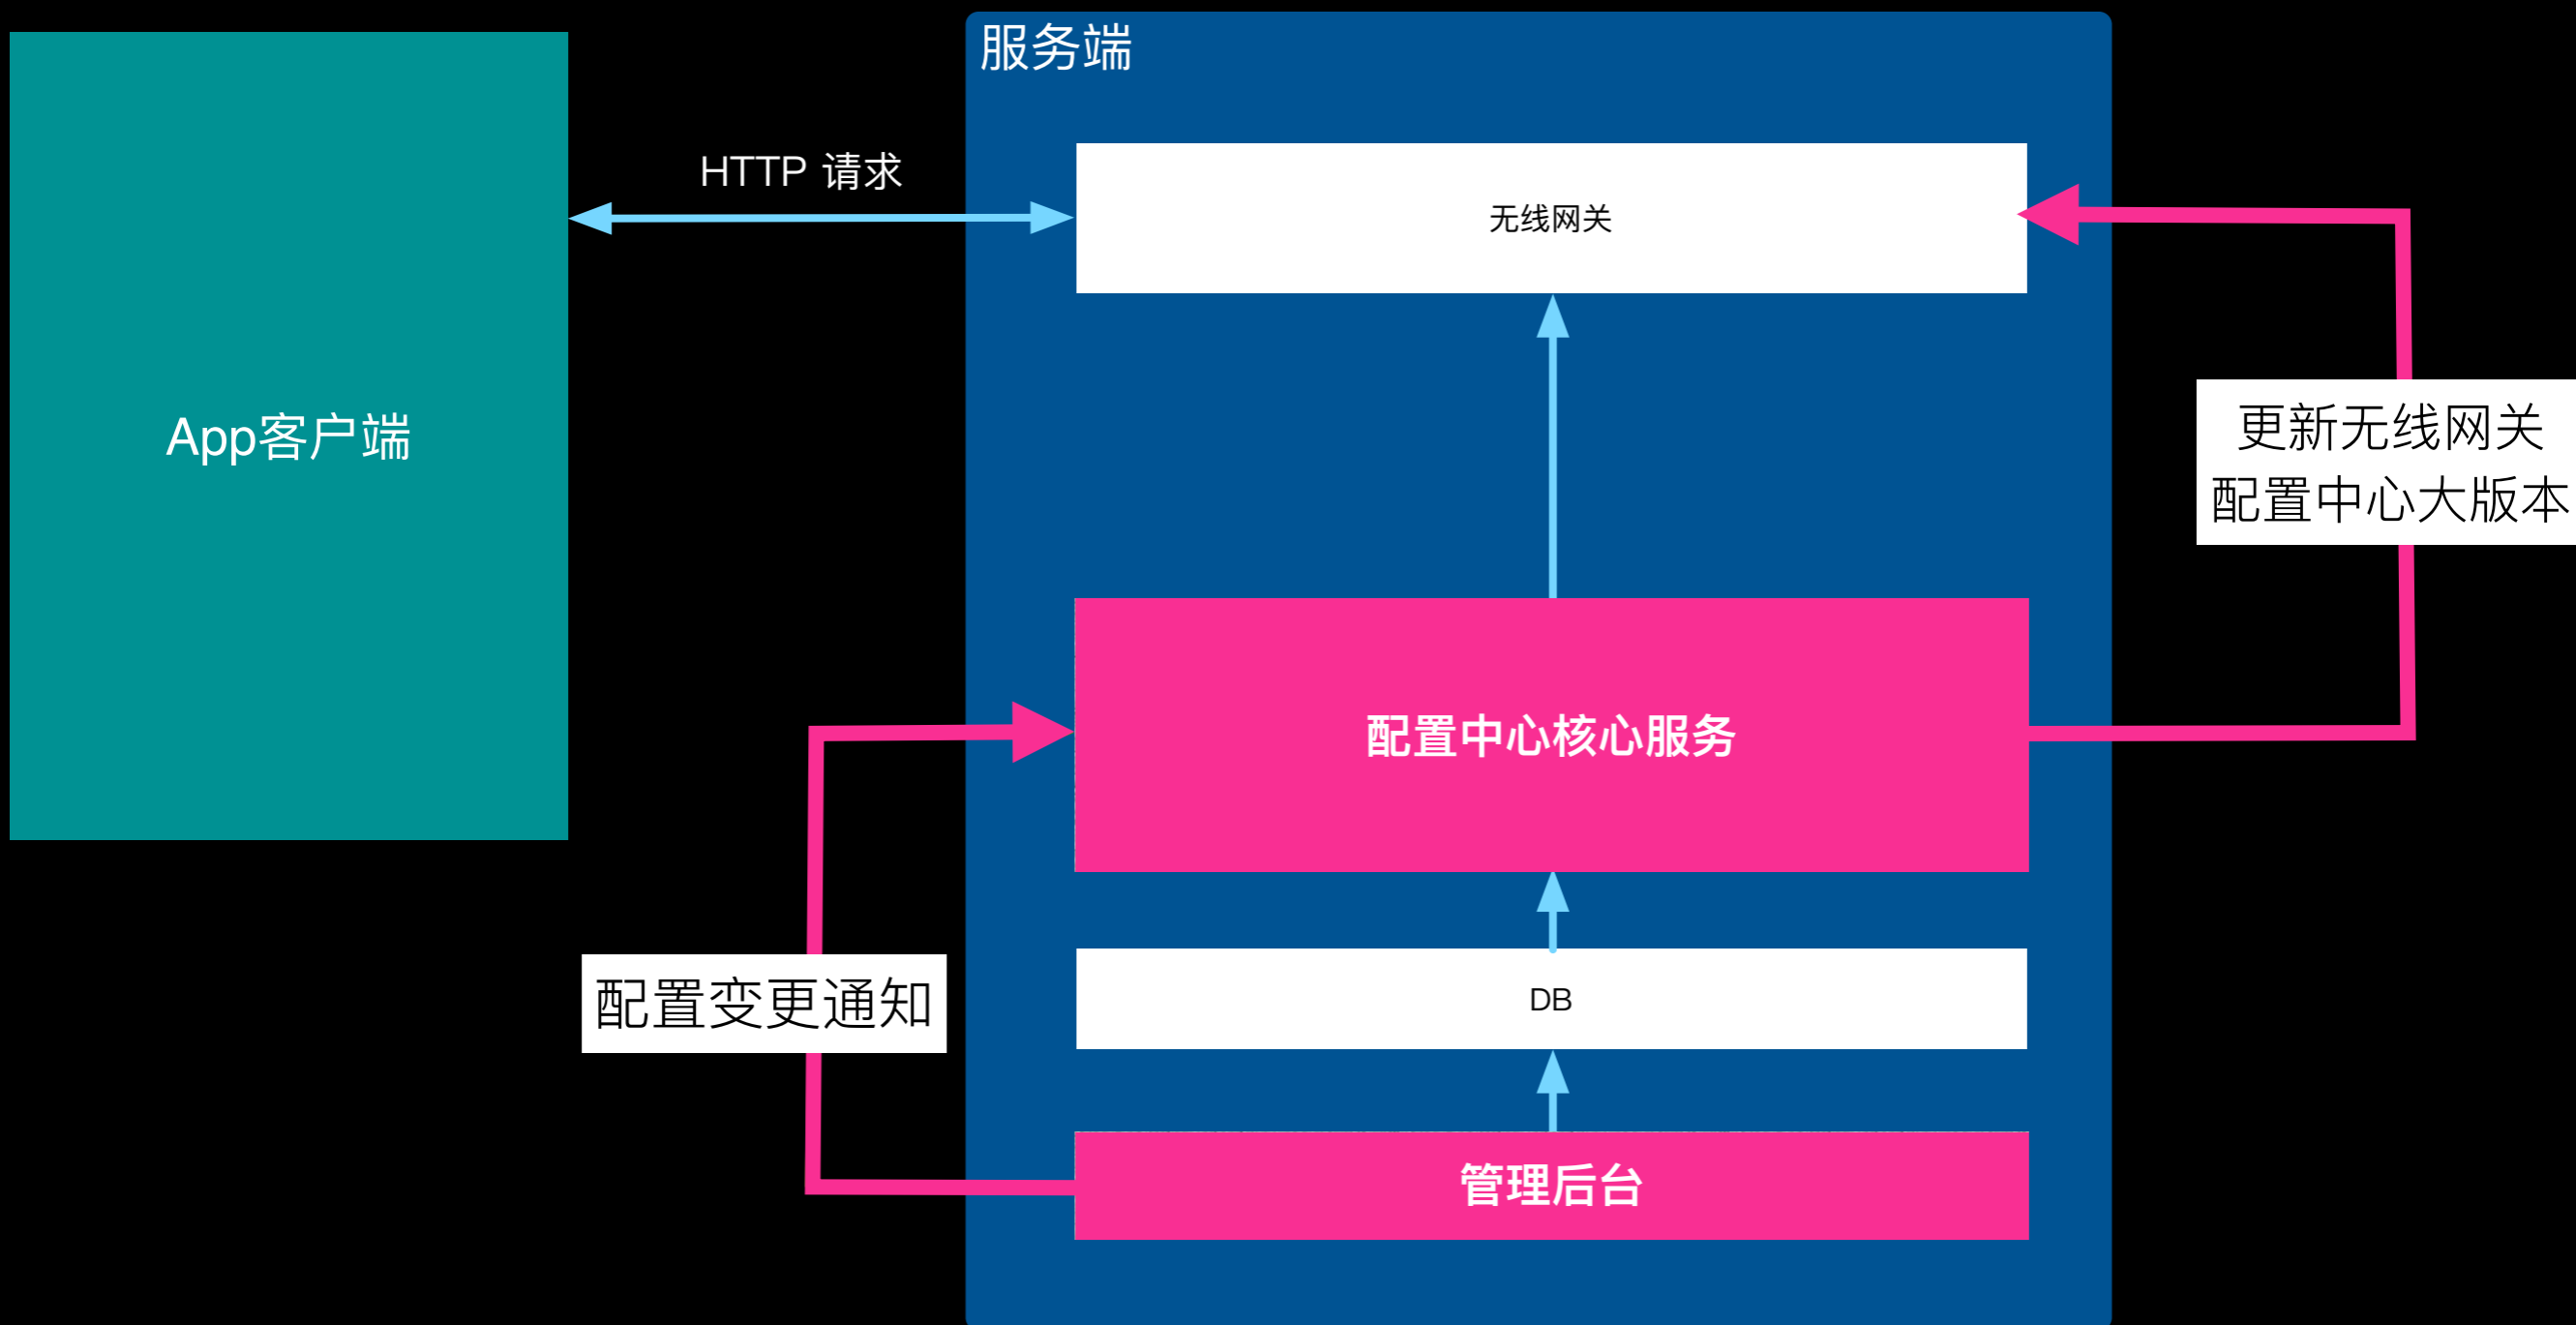 服务端
HTTP 请求
无线网关
App客户端
更新无线网关
配置中心大版本
配置中心核心服务
配置变更通知
DB
管理后台